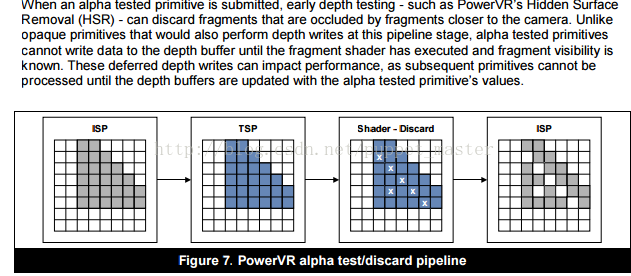 When an alpha tested primitive is submitted, early depth testing - such as PowerVR's Hidden Surface
Removal (HSR) - can discard fragments that are occluded by fragments closer to the camera. Unlike
opaque primitives that would also perform depth writes at this pipeline stage, alpha tested primitives
cannot write data to the depth buffer until the fragment shader has executed and fragment visibility is
known. These deferred depth writes can impact performance, as subsequent primitives cannot be
processed until the depth buffers are updated with the alpha tested primitive's values.
ISP
TSP
Shader - Discard
ISP
x
x
x x
x
http://blog.csdn.net/puppet_master
Figure 7. PowerVR alpha test/discard pipeline